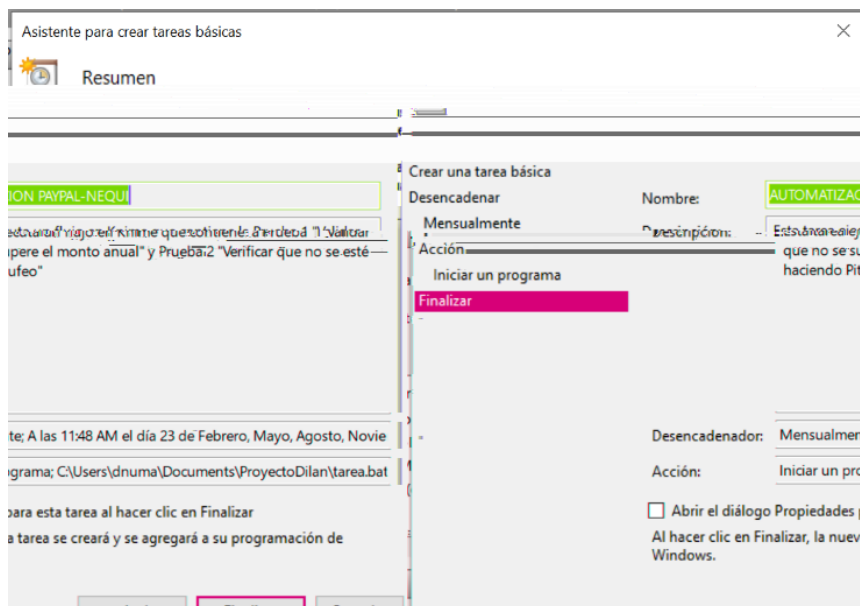 Asistente para crear tareas básicas
Resumen
ION PAYPAL-NEQUI
upere el monto anual" y Prueba 2 "Verificar que no se esté
ufeo"
te; A las 11:48 AM el día 23 de Febrero, Mayo, Agosto, Novie
ograma; C:\Users\dnuma\Documents\ProyectoDilan\tarea.bat
para esta tarea al hacer clic en Finalizar
a tarea se creará y se agregará a su programación de
Crear una tarea básica
Desencadenar
Mensualmente
Acción
Iniciar un programa
Finalizar
Nombre:
AUTOMATIZAC
que no se su
haciendo Pit
Desencadenador:
Mensualmen
Acción:
Iniciar un pro
Abrir el diálogo Propiedades p
Al hacer clic en Finalizar, la nuev
Windows.